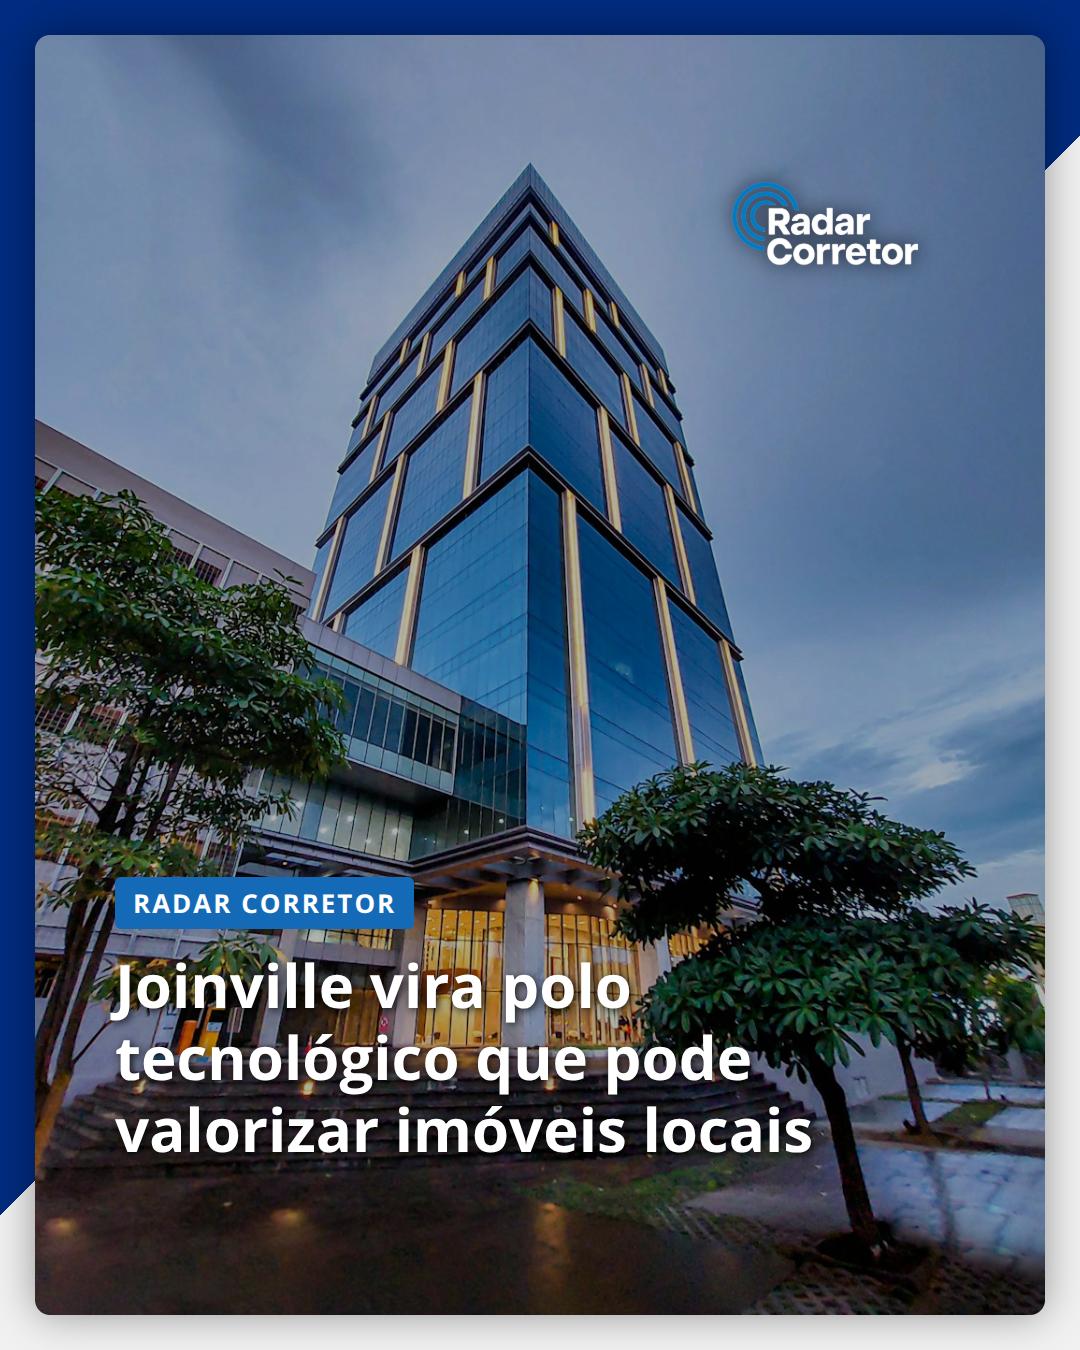 Radar
Corretor
RADAR CORRETOR
Joinville vira polo
tecnológico que pode
valorizar imóveis locais